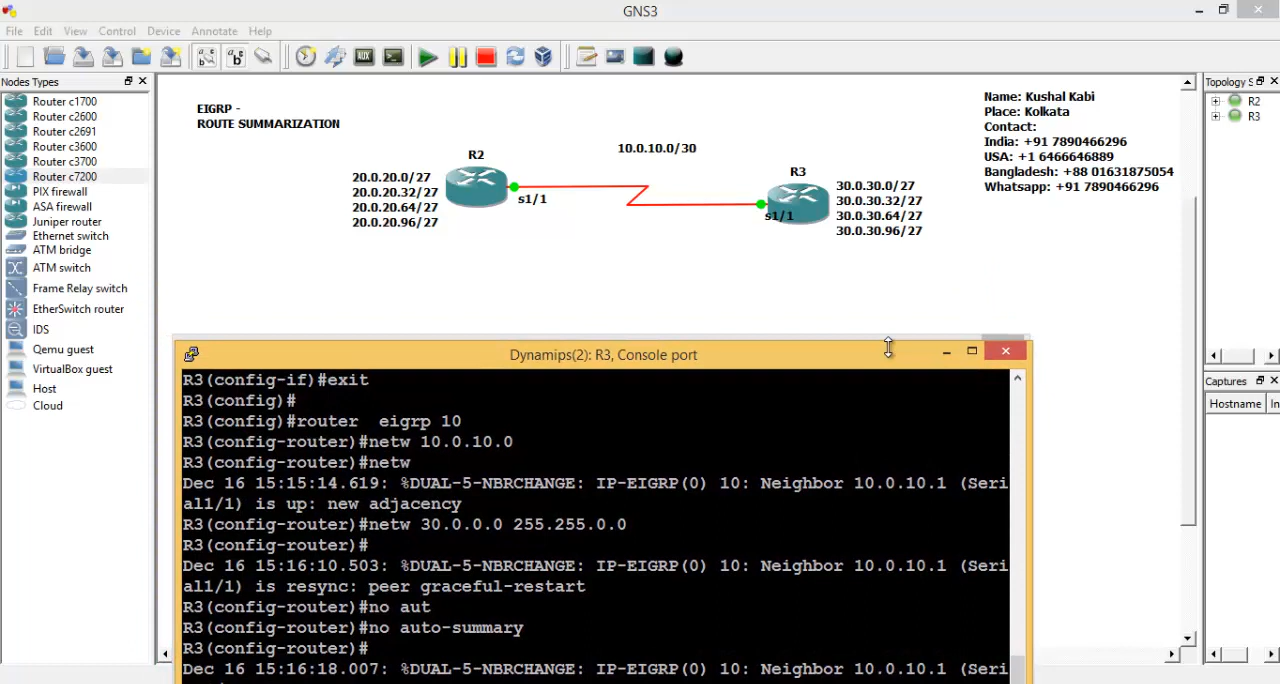 GNS3
File Edit View Control Device Annotate Help
Nodes Types
Router c1700
Router c2600
Router c2691
Router c3600
Router c3700
Router c7200
PIX firewall
ASA firewall
Juniper router
Ethernet switch
ATM bridge
ATM switch
Frame Relay switch
EtherSwitch router
IDS
Qemu guest
VirtualBox guest
Host
Cloud
EIGRP -
ROUTE SUMMARIZATION
R2
20.0.20.0/27
20.0.20.32/27
20.0.20.64/27
20.0.20.96/27
s1/1
10.0.10.0/30
R3
s1/1
30.0.30.0/27
30.0.30.32/27
30.0.30.64/27
30.0.30.96/27
Name: Kushal Kabi
Place: Kolkata
Contact:
India: +91 7890466296
USA: +1 6466646889
Bangladesh: +88 01631875054
Whatsapp: +91 7890466296
Topology S
R2
R3
Captures
Hostname In
Dynamips(2): R3, Console port
R3(config-if)#exit
R3(config)#
R3(config)#router  eigrp 10
R3(config-router)#netw 10.0.10.0
R3(config-router)#netw
Dec 16 15:15:14.619: %DUAL-5-NBRCHANGE: IP-EIGRP(0) 10: Neighbor 10.0.10.1 (Seri
al1/1) is up: new adjacency
R3(config-router)#netw 30.0.0.0 255.255.0.0
R3(config-router)#
Dec 16 15:16:10.503: %DUAL-5-NBRCHANGE: IP-EIGRP(0) 10: Neighbor 10.0.10.1 (Seri
al1/1) is resync: peer graceful-restart
R3(config-router)#no aut
R3(config-router)#no auto-summary
R3(config-router)#
Dec 16 15:16:18.007: %DUAL-5-NBRCHANGE: IP-EIGRP(0) 10: Neighbor 10.0.10.1 (Seri